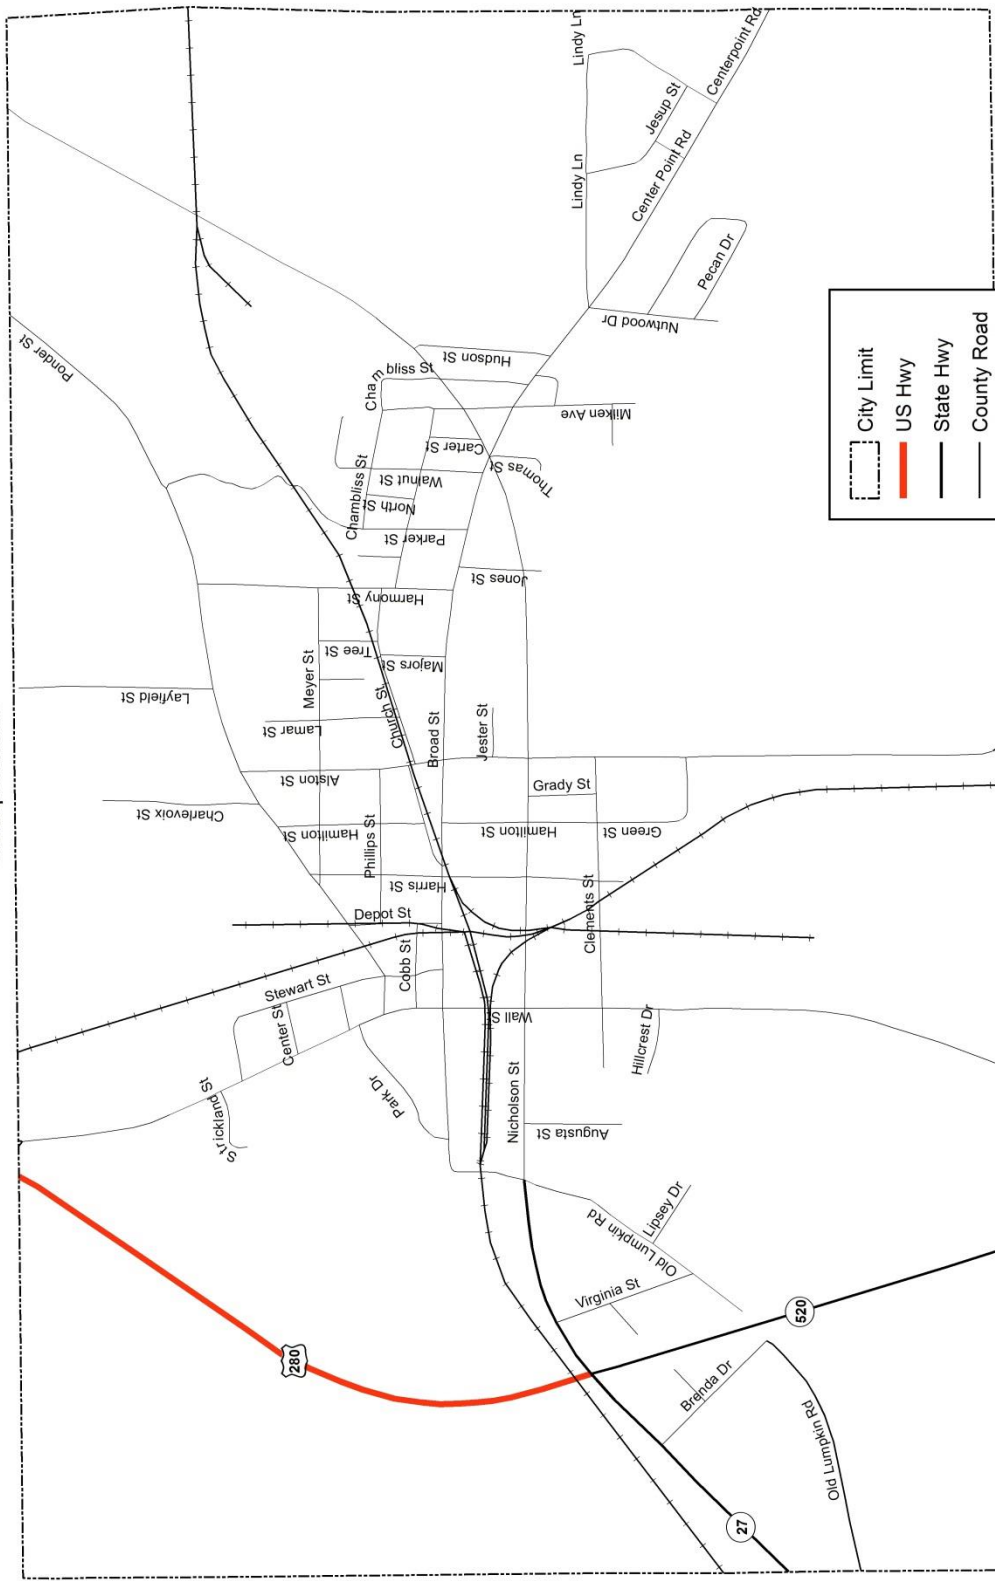 Ponder St
Layfield St
Charlevoix St
Lindy Ln
Lindy Ln
Jesup St
Centerpoint Rd
Center Point Rd
Pecan Dr
Nutwood Dr
Hudson St
Chambliss St
Chambliss St
Milken Ave
Carter St
Walnut St
North St
Thomas St
Parker St
Jones St
Harmony St
Tree St
Majors St
Meyer St
Lamar St
Church St
Broad St
Jester St
Alston St
Grady St
Hamilton St
Hamilton St
Green St
Phillips St
Harris St
Clements St
Depot St
Cobb St
Stewart St
Center St
Wall S
Hillcrest Dr
Park Dr
Strickland St
Nicholson St
Augusta St
Lipsey Dr
Old Lumpkin Rd
Virginia St
Brenda Dr
Old Lumpkin Rd
280
520
27
City Limit
US Hwy
State Hwy
County Road